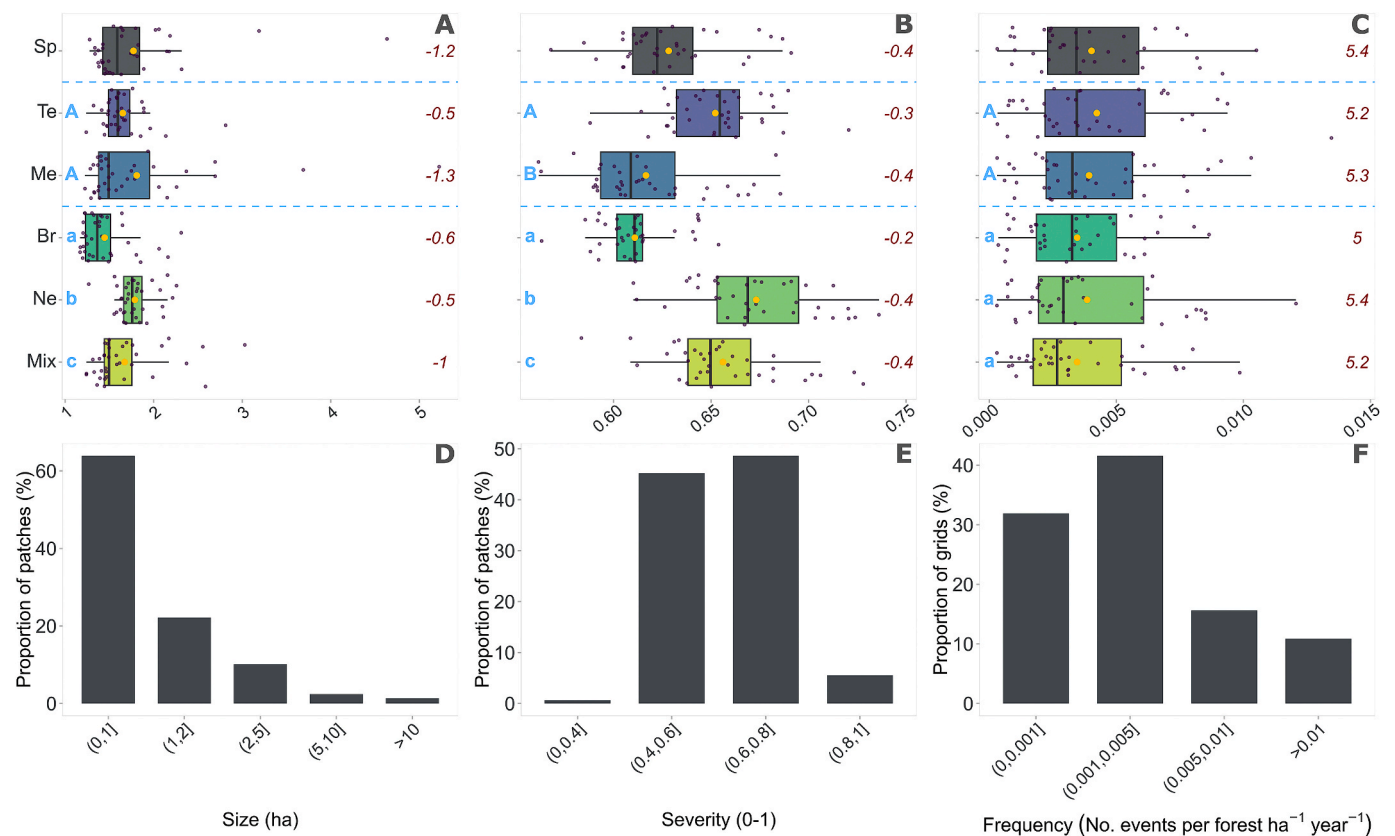 A
B
C
Sp
-1.2
-0.4
5.4
Te
A
-0.5
A
-0.3
A
5.2
Me
A
-1.3
B
-0.4
A
5.3
Br
a
-0.6
a
-0.2
a
5
Ne
b
-0.5
b
-0.4
a
5.4
Mix
c
-1
c
-0.4
a
5.2
1 2 3 4 5
0.60 0.65 0.70 0.75
0.000 0.005 0.010 0.015
D
E
F
Proportion of patches (%)
60
40
20
0
(0,1] (1,2] (2,5] (5,10] >10
Size (ha)
Proportion of patches (%)
50
40
30
20
10
0
(0,0.4] (0.4,0.6] (0.6,0.8] (0.8,1]
Severity (0-1)
Proportion of grids (%)
40
30
20
10
0
(0,0.001] (0.001,0.005] (0.005,0.01] >0.01
Frequency (No. events per forest ha⁻¹ year⁻¹)